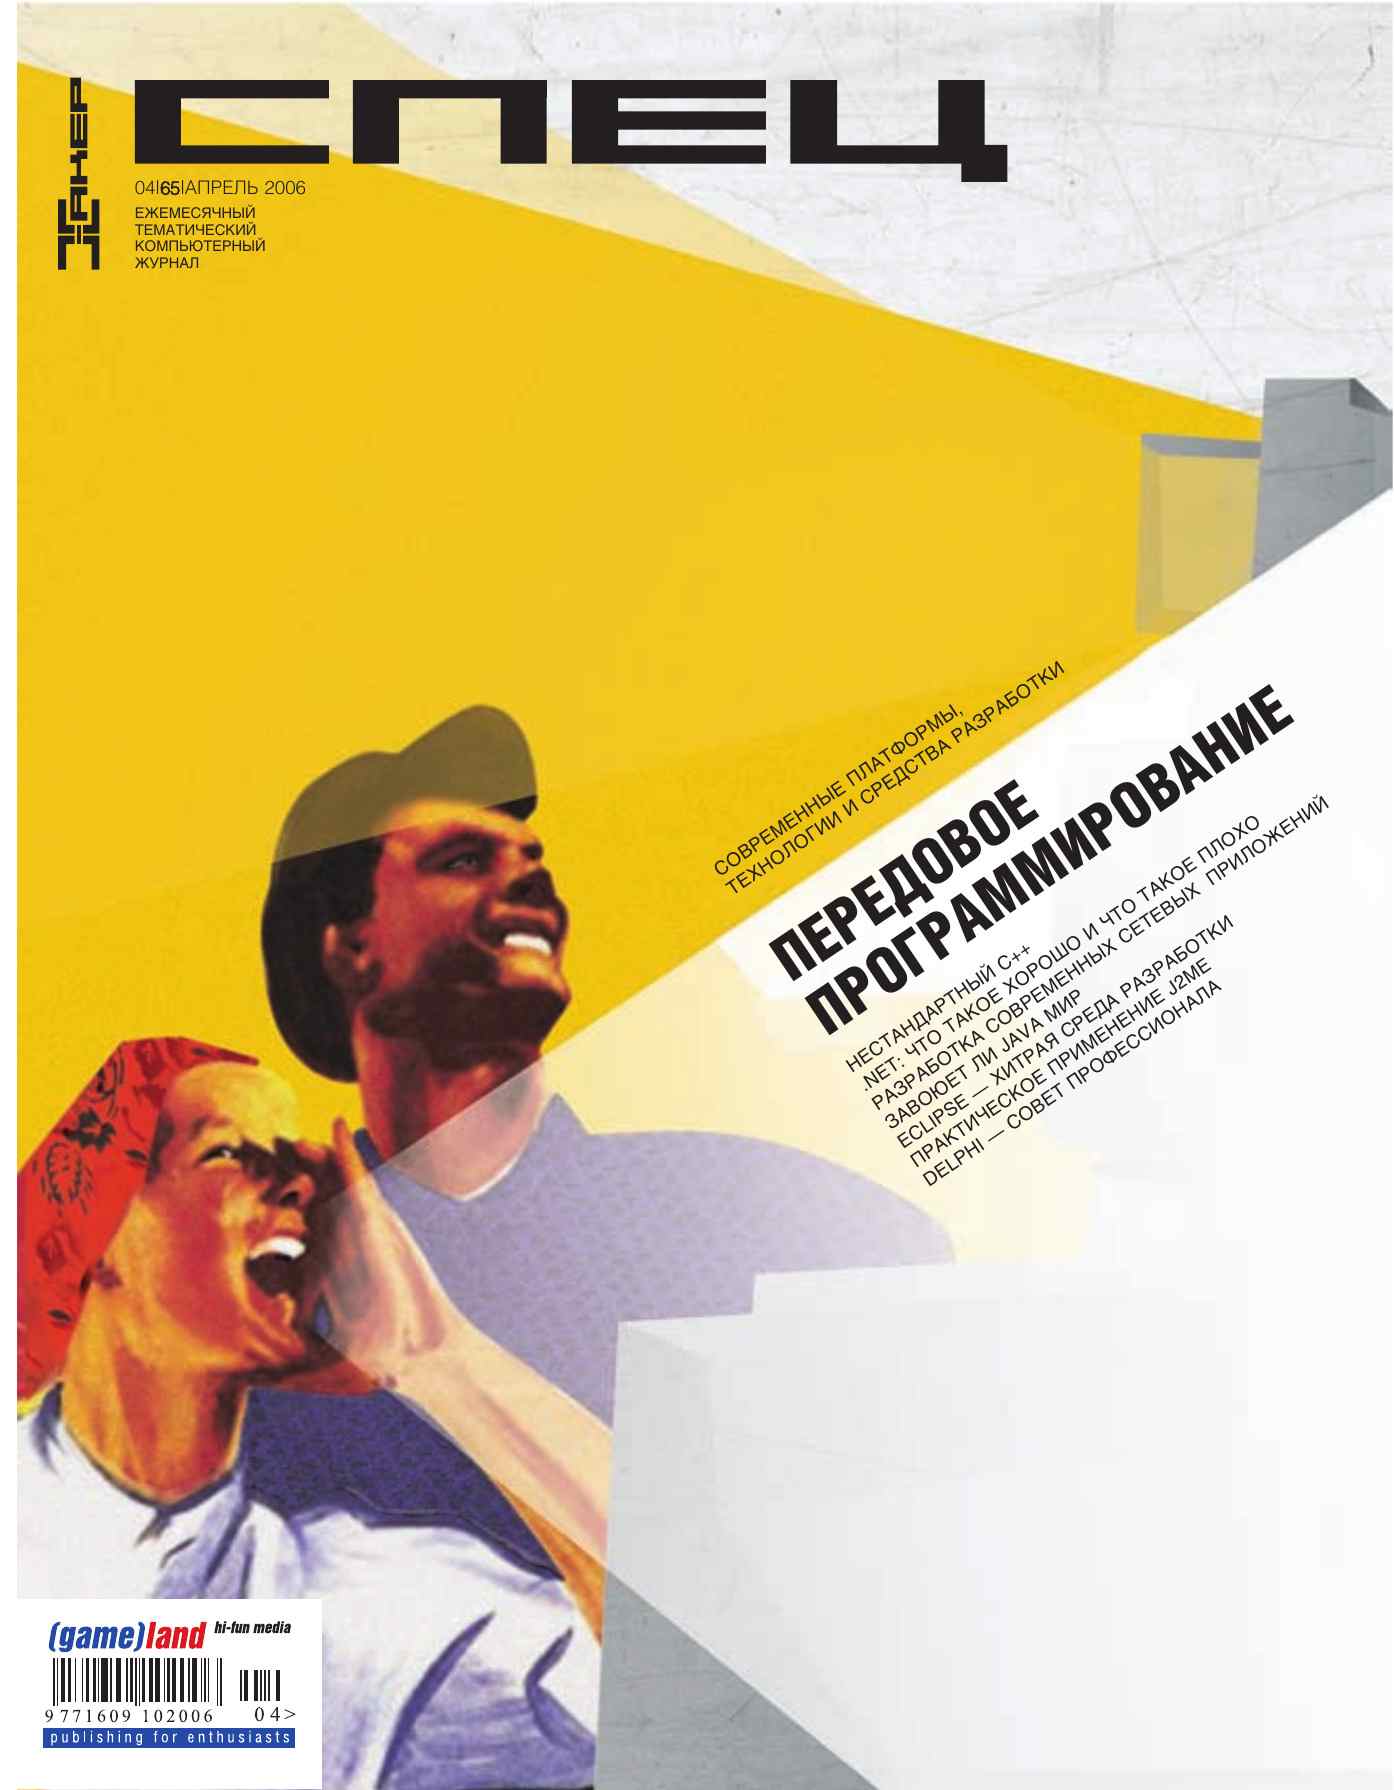 ХАКЕР
СПЕЦ
04|65|АПРЕЛЬ 2006
ЕЖЕМЕСЯЧНЫЙ
ТЕМАТИЧЕСКИЙ
КОМПЬЮТЕРНЫЙ
ЖУРНАЛ
СОВРЕМЕННЫЕ ПЛАТФОРМЫ,
ТЕХНОЛОГИИ И СРЕДСТВА РАЗРАБОТКИ
ПЕРЕДОВОЕ
ПРОГРАММИРОВАНИЕ
НЕСТАНДАРТНЫЙ C++
.NET: ЧТО ТАКОЕ ХОРОШО И ЧТО ТАКОЕ ПЛОХО
РАЗРАБОТКА СОВРЕМЕННЫХ СЕТЕВЫХ ПРИЛОЖЕНИЙ
ЗАВОЮЕТ ЛИ JAVA МИР
ECLIPSE — ХИТРАЯ СРЕДА РАЗРАБОТКИ
ПРАКТИЧЕСКОЕ ПРИМЕНЕНИЕ J2ME
DELPHI — СОВЕТ ПРОФЕССИОНАЛА
(game)land hi-fun media
9 771609 102006 04>
publishing for enthusiasts